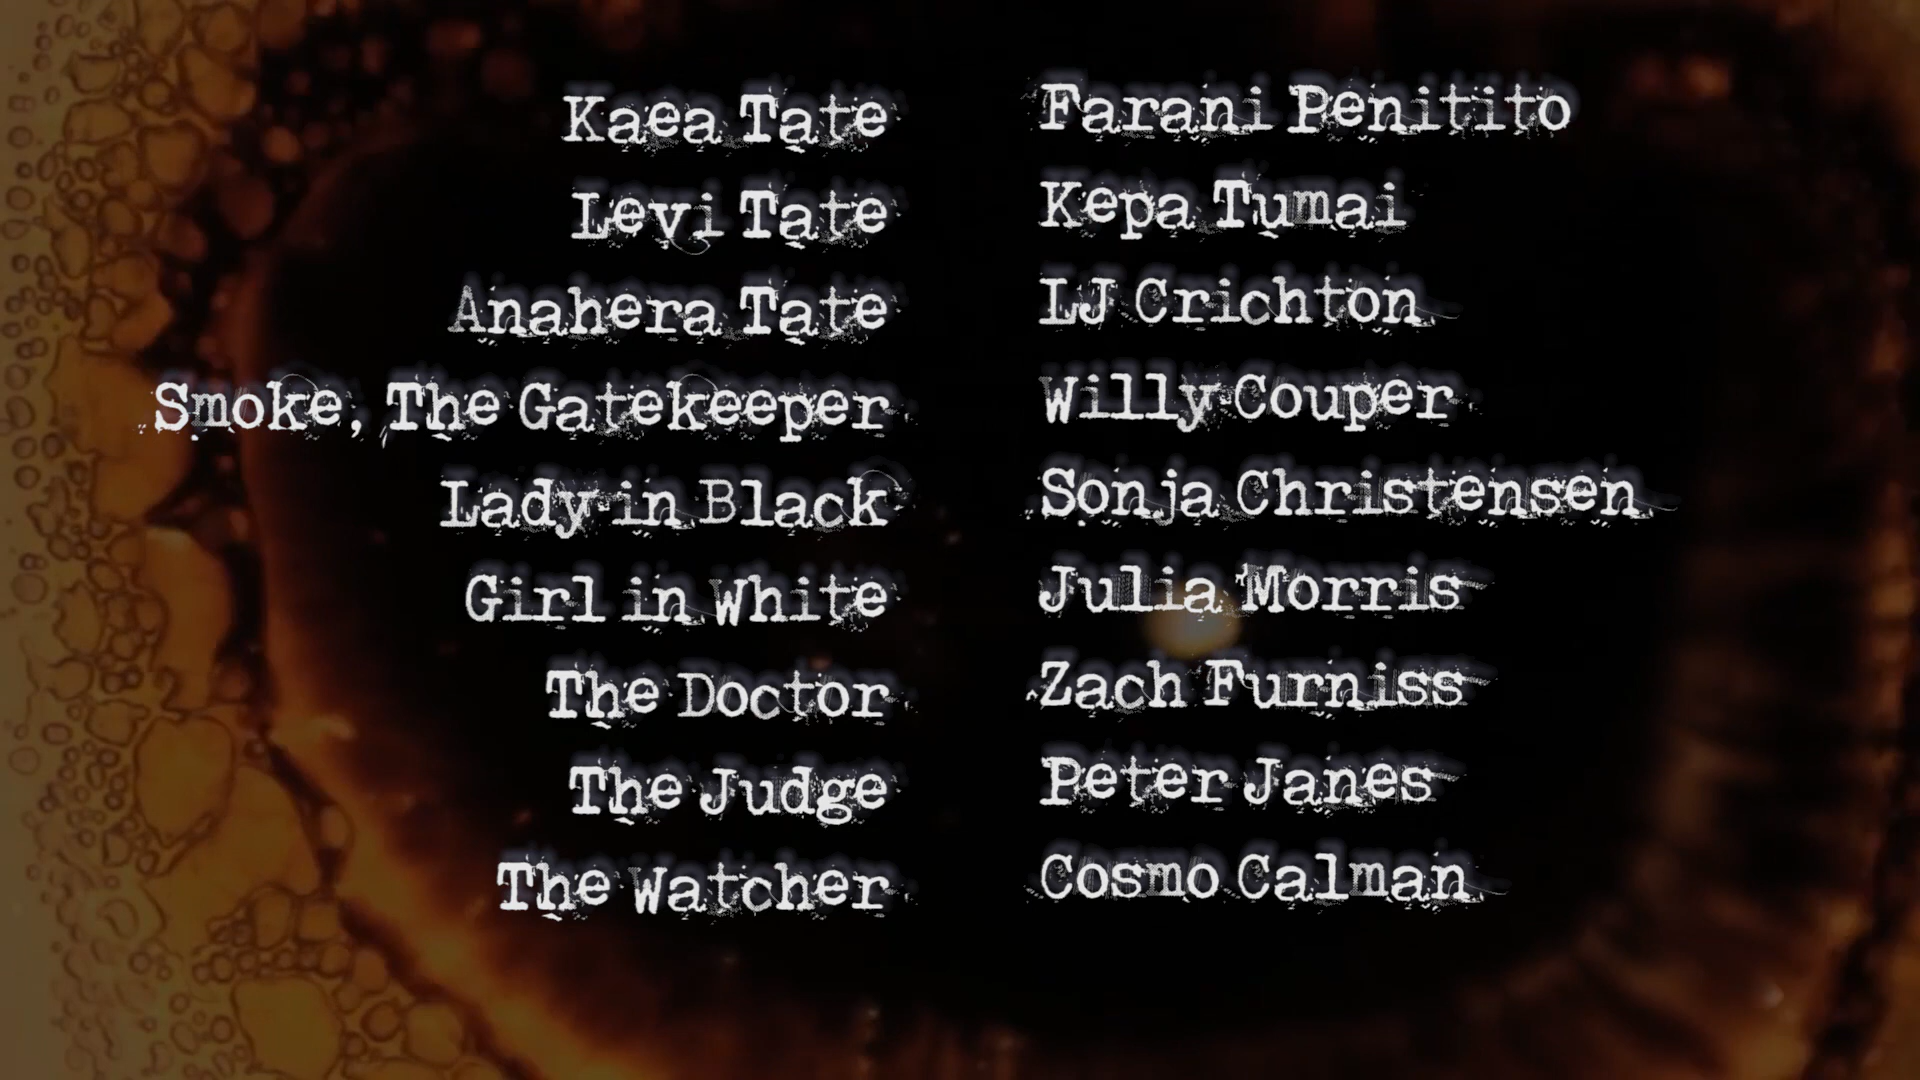 Kaea Tate Farani Penitito
Levi Tate Kepa Tumai
Anahera Tate LJ Crichton
Smoke, The Gatekeeper Willy Couper
Lady in Black Sonja Christensen
Girl in White Julia Morris
The Doctor Zach Furniss
The Judge Peter Janes
The Watcher Cosmo Calman